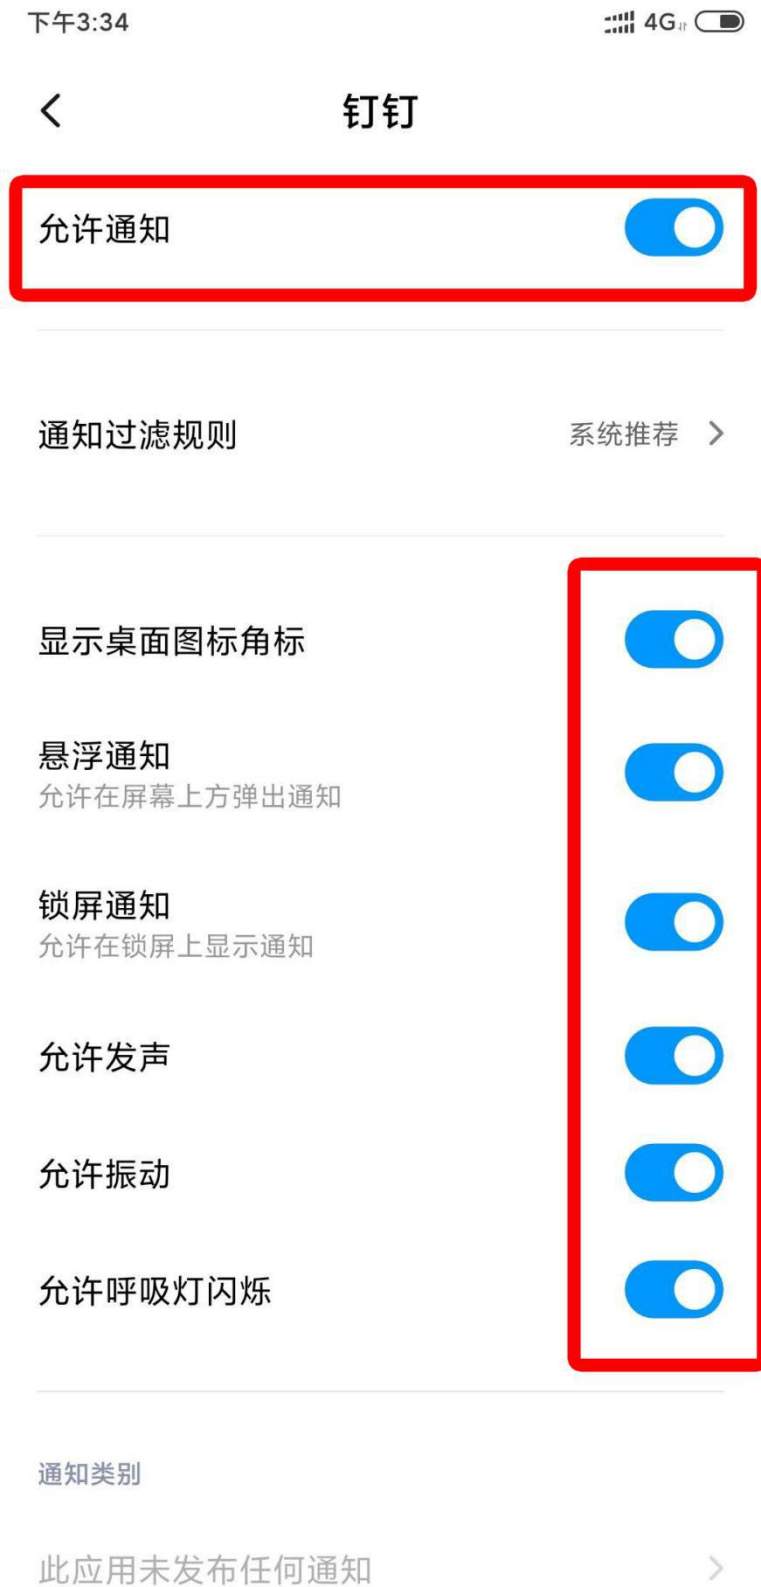 下午3:34
4G
钉钉
允许通知
通知过滤规则
系统推荐
显示桌面图标角标
悬浮通知
允许在屏幕上方弹出通知
锁屏通知
允许在锁屏上显示通知
允许发声
允许振动
允许呼吸灯闪烁
通知类别
此应用未发布任何通知